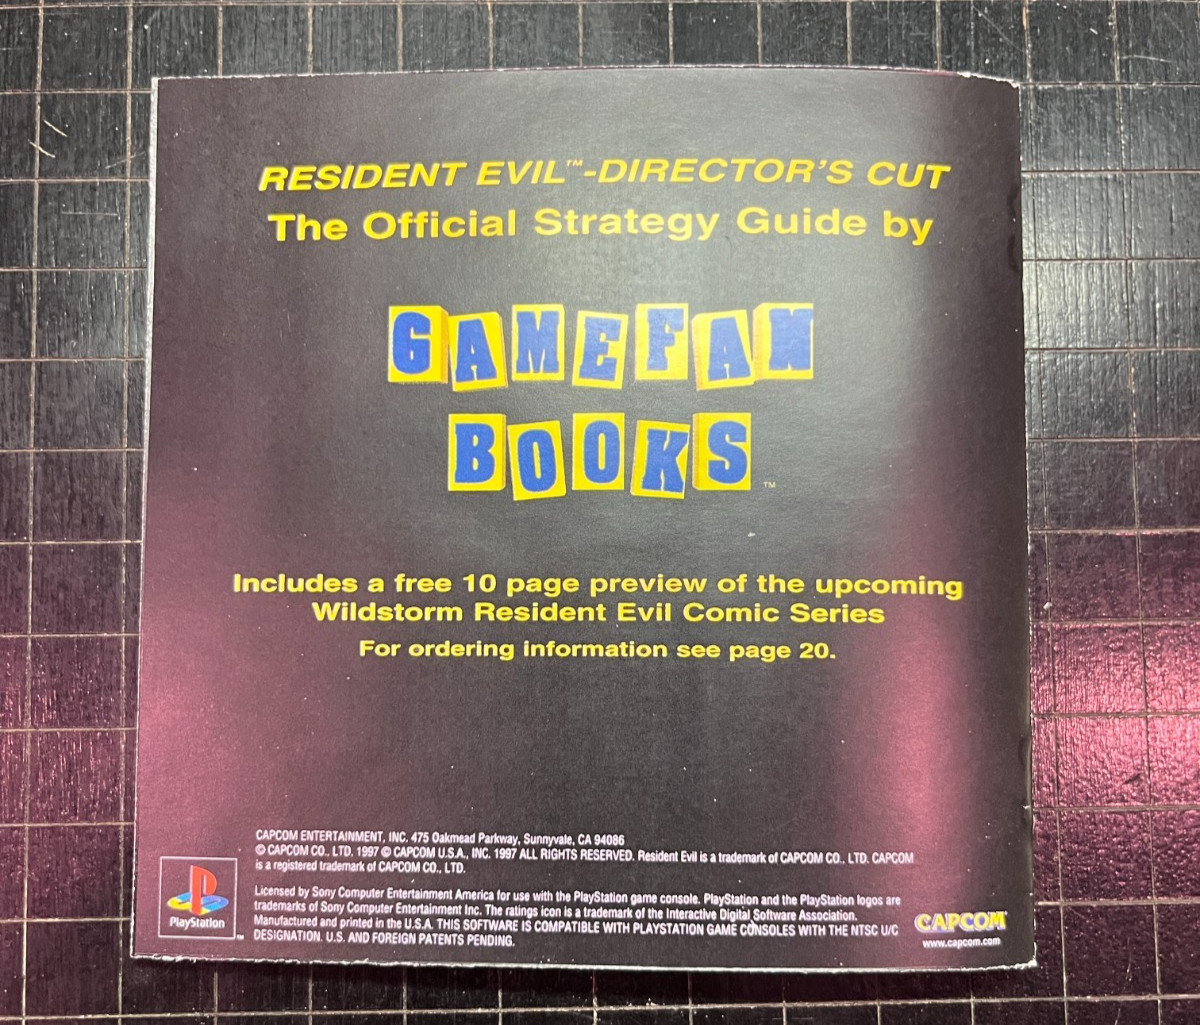 RESIDENT EVIL™-DIRECTOR'S CUT
The Official Strategy Guide by
GAMEFAN
BOOKS™
Includes a free 10 page preview of the upcoming
Wildstorm Resident Evil Comic Series
For ordering information see page 20.
CAPCOM ENTERTAINMENT, INC. 475 Oakmead Parkway, Sunnyvale, CA 94086
© CAPCOM CO., LTD. 1997 © CAPCOM U.S.A., INC. 1997 ALL RIGHTS RESERVED. Resident Evil is a trademark of CAPCOM CO., LTD. CAPCOM
is a registered trademark of CAPCOM CO., LTD.
Licensed by Sony Computer Entertainment America for use with the PlayStation game console. PlayStation and the PlayStation logos are
trademarks of Sony Computer Entertainment Inc. The ratings icon is a trademark of the Interactive Digital Software Association.
Manufactured and printed in the U.S.A. THIS SOFTWARE IS COMPATIBLE WITH PLAYSTATION GAME CONSOLES WITH THE NTSC U/C
DESIGNATION. U.S. AND FOREIGN PATENTS PENDING.
PlayStation™
CAPCOM®
www.capcom.com